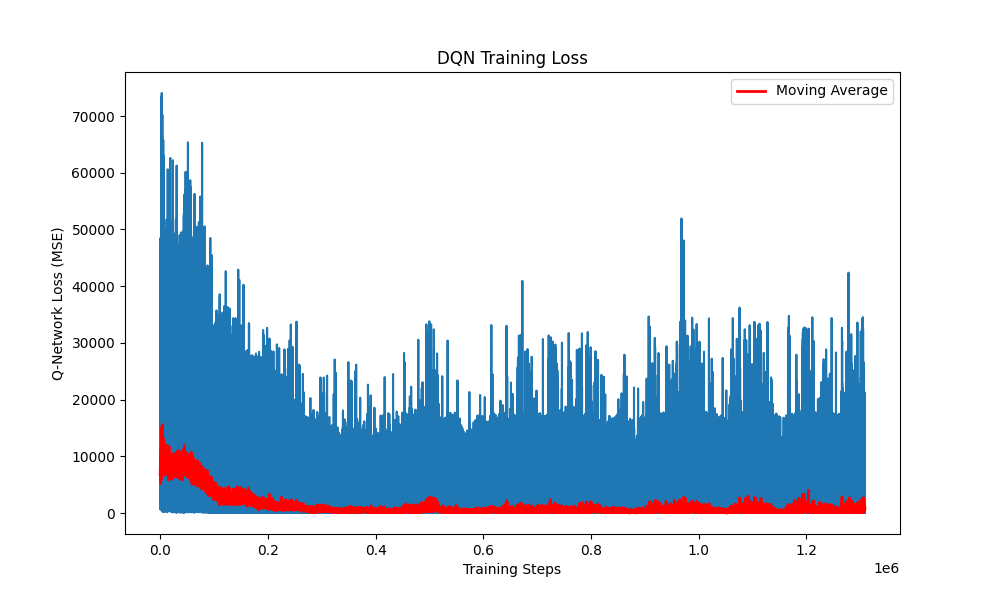 DQN Training Loss
Moving Average
Q-Network Loss (MSE)
70000
60000
50000
40000
30000
20000
10000
0
0.0 0.2 0.4 0.6 0.8 1.0 1.2
1e6
Training Steps